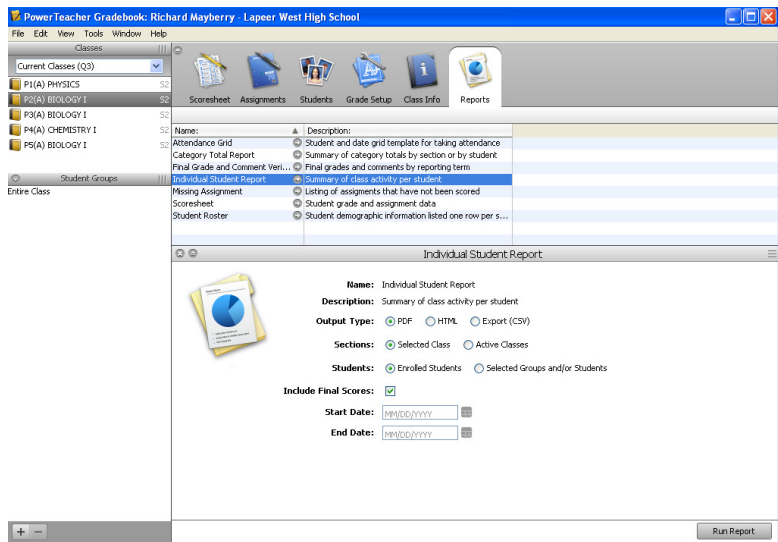 PowerTeacher Gradebook: Richard Mayberry - Lapeer West High School
File Edit View Tools Window Help
Classes
Current Classes (Q3)
P1(A) PHYSICS S2
P2(A) BIOLOGY I S2
P3(A) BIOLOGY I S2
P4(A) CHEMISTRY I S2
P5(A) BIOLOGY I S2
Student Groups
Entire Class
Scoresheet Assignments Students Grade Setup Class Info Reports
Name: Description:
Attendance Grid Student and date grid template for taking attendance
Category Total Report Summary of category totals by section or by student
Final Grade and Comment Veri... Final grades and comments by reporting term
Individual Student Report Summary of class activity per student
Missing Assignment Listing of assigments that have not been scored
Scoresheet Student grade and assignment data
Student Roster Student demographic information listed one row per s...
Individual Student Report
Name: Individual Student Report
Description: Summary of class activity per student
Output Type: PDF HTML Export (CSV)
Sections: Selected Class Active Classes
Students: Enrolled Students Selected Groups and/or Students
Include Final Scores:
Start Date: MM/DD/YYYY
End Date: MM/DD/YYYY
Run Report